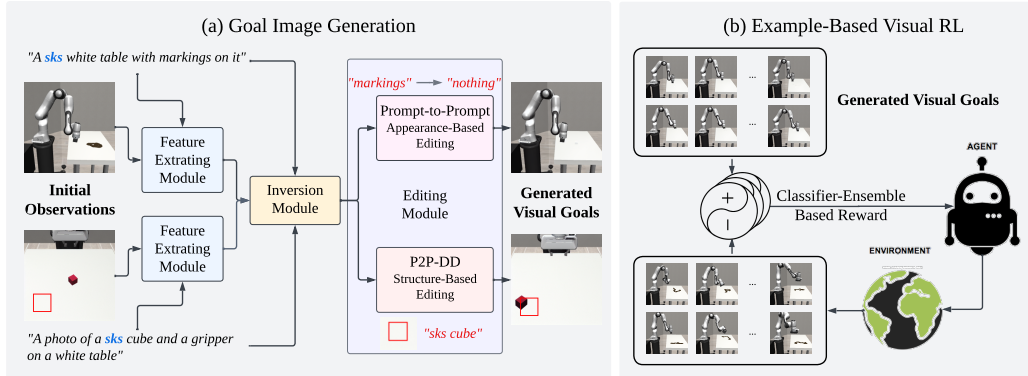 (a) Goal Image Generation
"A sks white table with markings on it"
Initial
Observations
Feature
Extrating
Module
Feature
Extrating
Module
"A photo of a sks cube and a gripper
on a white table"
Inversion
Module
"markings" "nothing"
Prompt-to-Prompt
Appearance-Based
Editing
Editing
Module
P2P-DD
Structure-Based
Editing
"sks cube"
Generated
Visual Goals
(b) Example-Based Visual RL
...
...
Generated Visual Goals
+
−
Classifier-Ensemble
Based Reward
AGENT
ENVIRONMENT
...
...